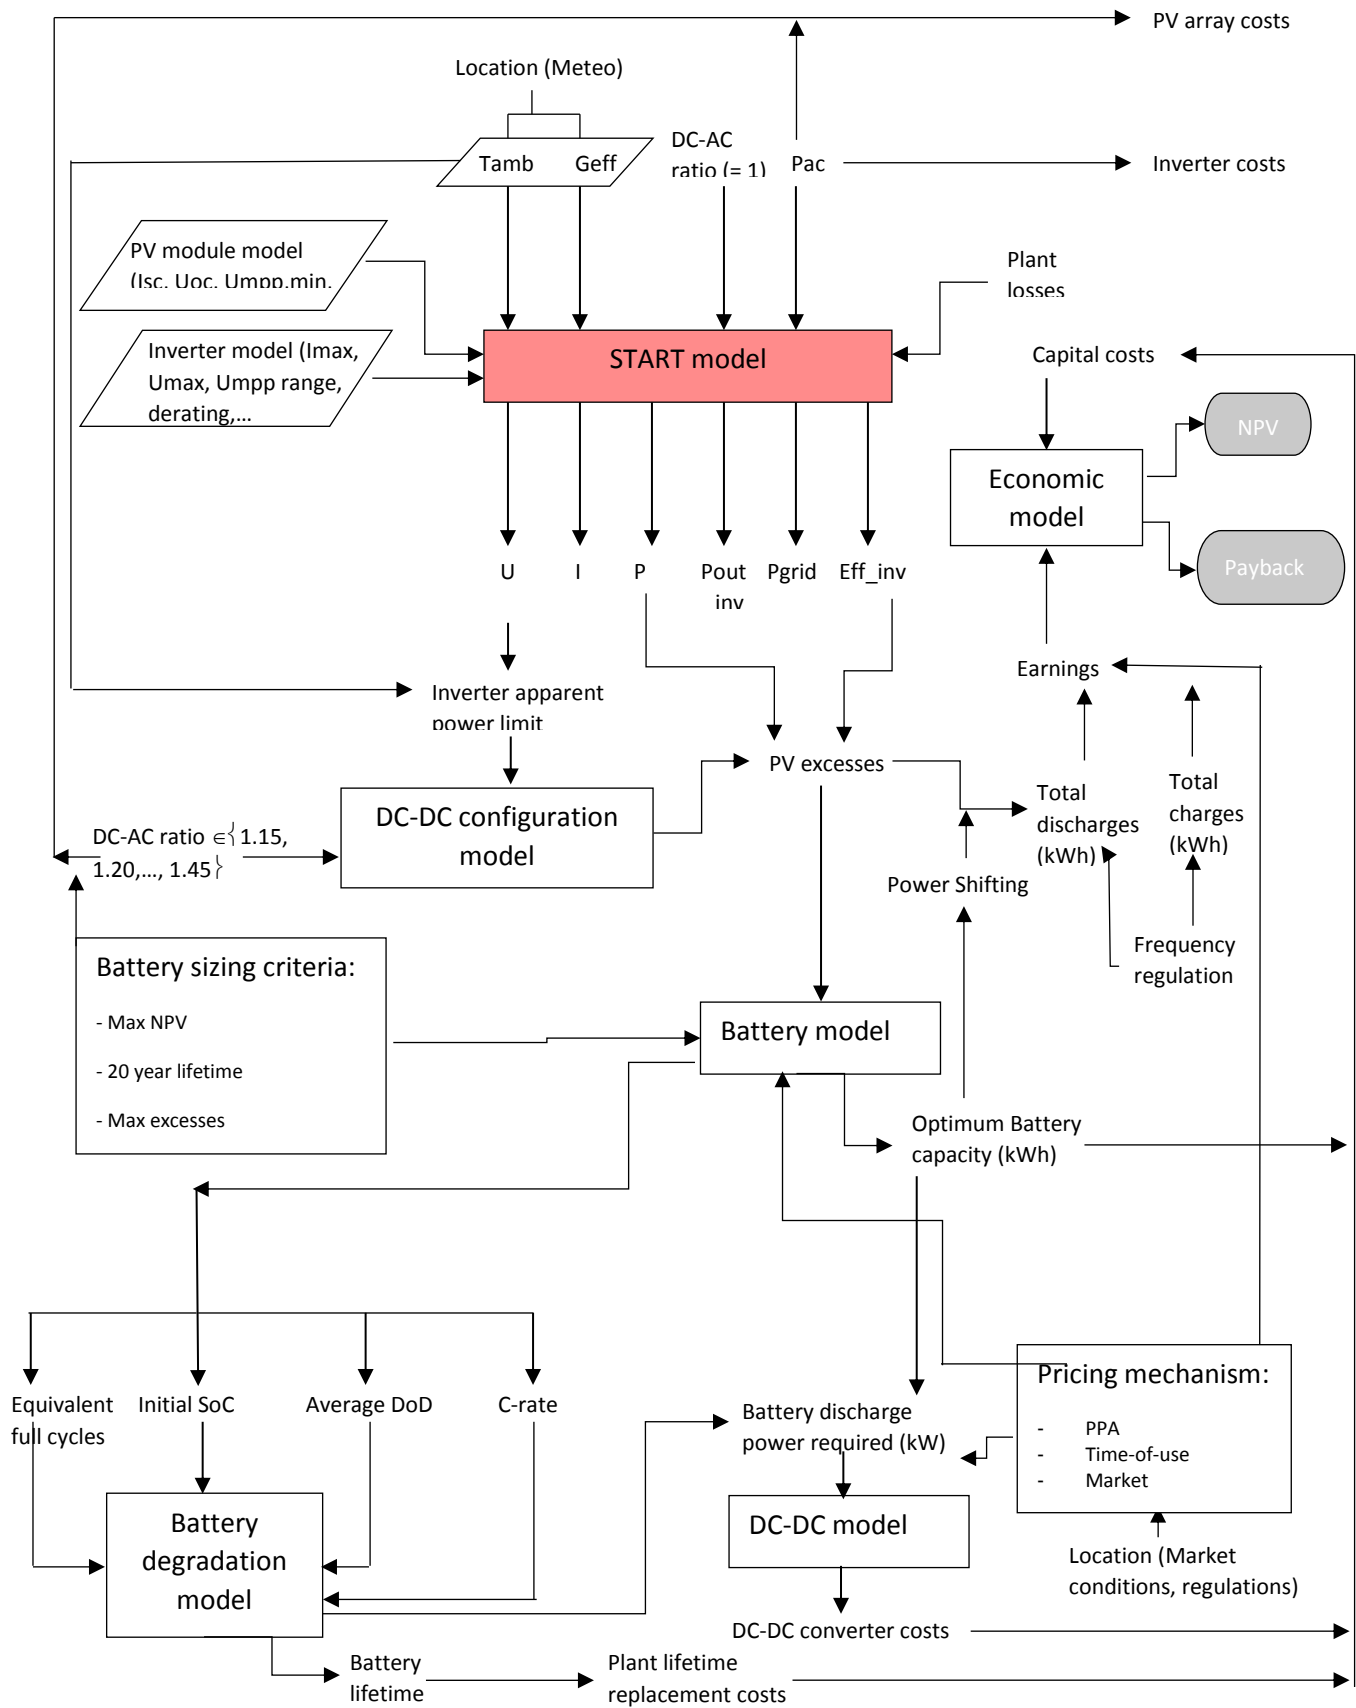 PV array costs
Location (Meteo)
DC-AC
ratio (= 1)
Tamb
Geff
Pac
Inverter costs
PV module model
(Isc, Uoc, Umpp,min,
Plant
losses
Inverter model (Imax,
Umax, Umpp range,
derating,...
START model
Capital costs
NPV
Economic
model
Payback
U
I
P
Pout
inv
Pgrid
Eff_inv
Earnings
Inverter apparent
power limit
PV excesses
DC-DC configuration
model
Total
discharges
(kWh)
Total
charges
(kWh)
DC-AC ratio ∈{1.15,
1.20,..., 1.45}
Power Shifting
Frequency
regulation
Battery sizing criteria:
- Max NPV
- 20 year lifetime
- Max excesses
Battery model
Optimum Battery
capacity (kWh)
Equivalent
full cycles
Initial SoC
Average DoD
C-rate
Battery discharge
power required (kW)
Pricing mechanism:
- PPA
- Time-of-use
- Market
Battery
degradation
model
DC-DC model
Location (Market
conditions, regulations)
DC-DC converter costs
Battery
lifetime
Plant lifetime
replacement costs